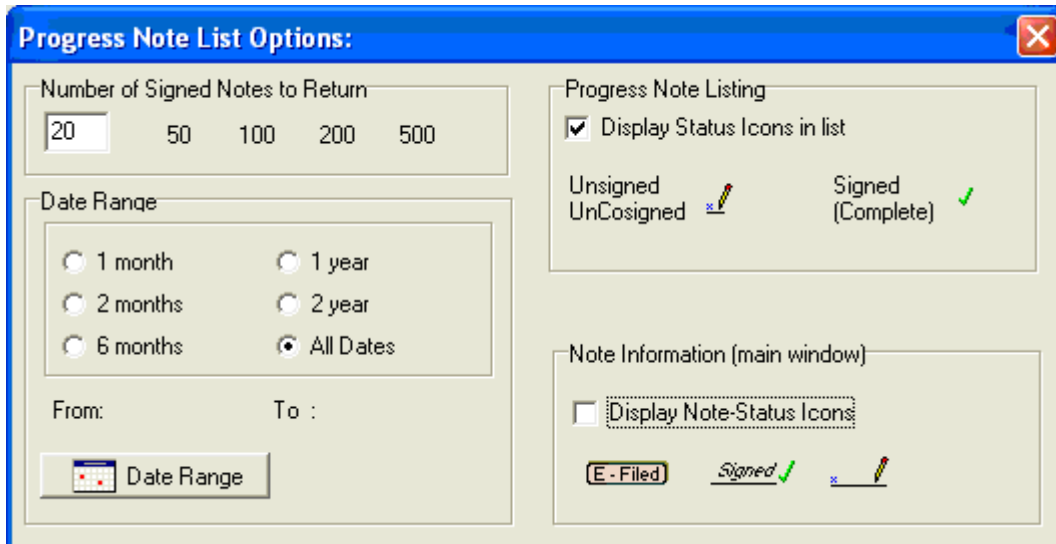 Progress Note List Options:
Number of Signed Notes to Return
20 50 100 200 500
Date Range
1 month 1 year
2 months 2 year
6 months All Dates
From: To :
Date Range
Progress Note Listing
Display Status Icons in list
Unsigned
UnCosigned
Signed
(Complete)
Note Information (main window)
Display Note-Status Icons
E - Filed Signed x